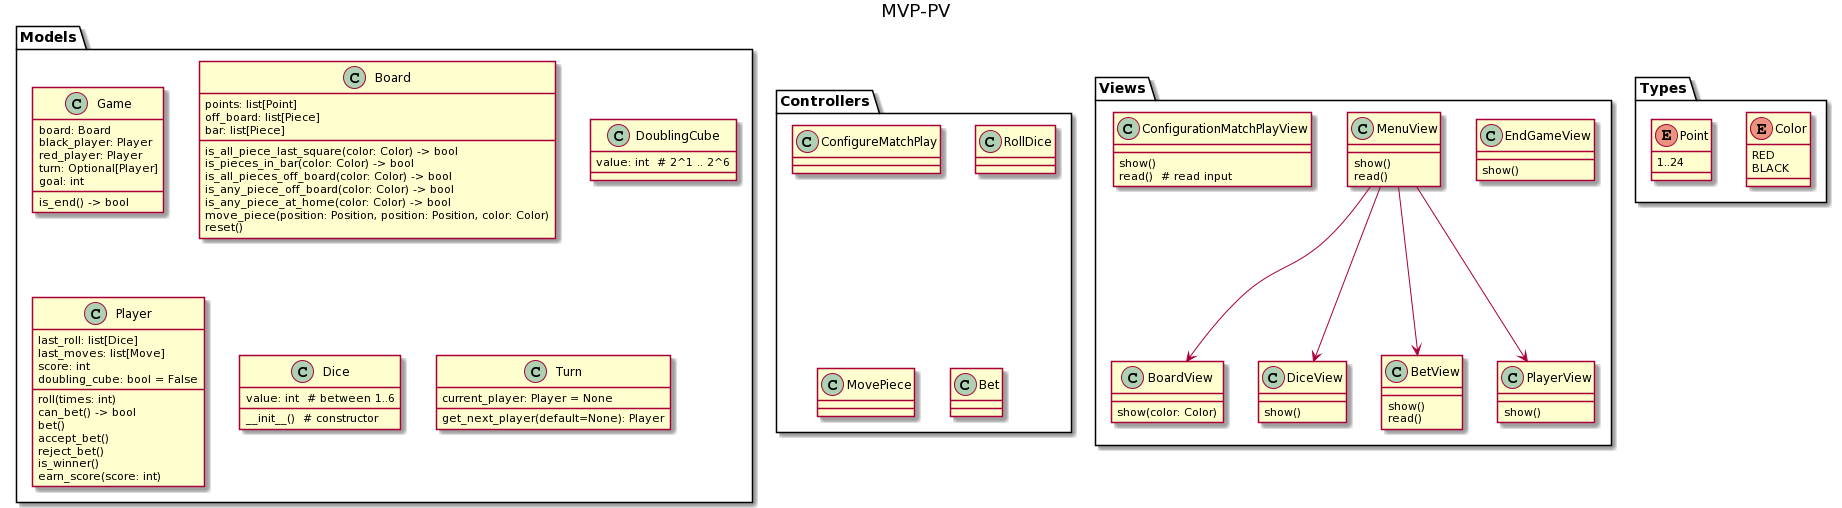 MVP-PV
Models
C Game
board: Board
black_player: Player
red_player: Player
turn: Optional[Player]
goal: int
is_end() -> bool
C Board
points: list[Point]
off_board: list[Piece]
bar: list[Piece]
is_all_piece_last_square(color: Color) -> bool
is_pieces_in_bar(color: Color) -> bool
is_all_pieces_off_board(color: Color) -> bool
is_any_piece_off_board(color: Color) -> bool
is_any_piece_at_home(color: Color) -> bool
move_piece(position: Position, position: Position, color: Color)
reset()
C DoublingCube
value: int  # 2^1 .. 2^6
C Player
last_roll: list[Dice]
last_moves: list[Move]
score: int
doubling_cube: bool = False
roll(times: int)
can_bet() -> bool
bet()
accept_bet()
reject_bet()
is_winner()
earn_score(score: int)
C Dice
value: int  # between 1..6
__init__()  # constructor
C Turn
current_player: Player = None
get_next_player(default=None): Player
Controllers
C ConfigureMatchPlay
C RollDice
C MovePiece
C Bet
Views
C ConfigurationMatchPlayView
show()
read()  # read input
C MenuView
show()
read()
C EndGameView
show()
C BoardView
show(color: Color)
C DiceView
show()
C BetView
show()
read()
C PlayerView
show()
Types
E Point
1..24
E Color
RED
BLACK